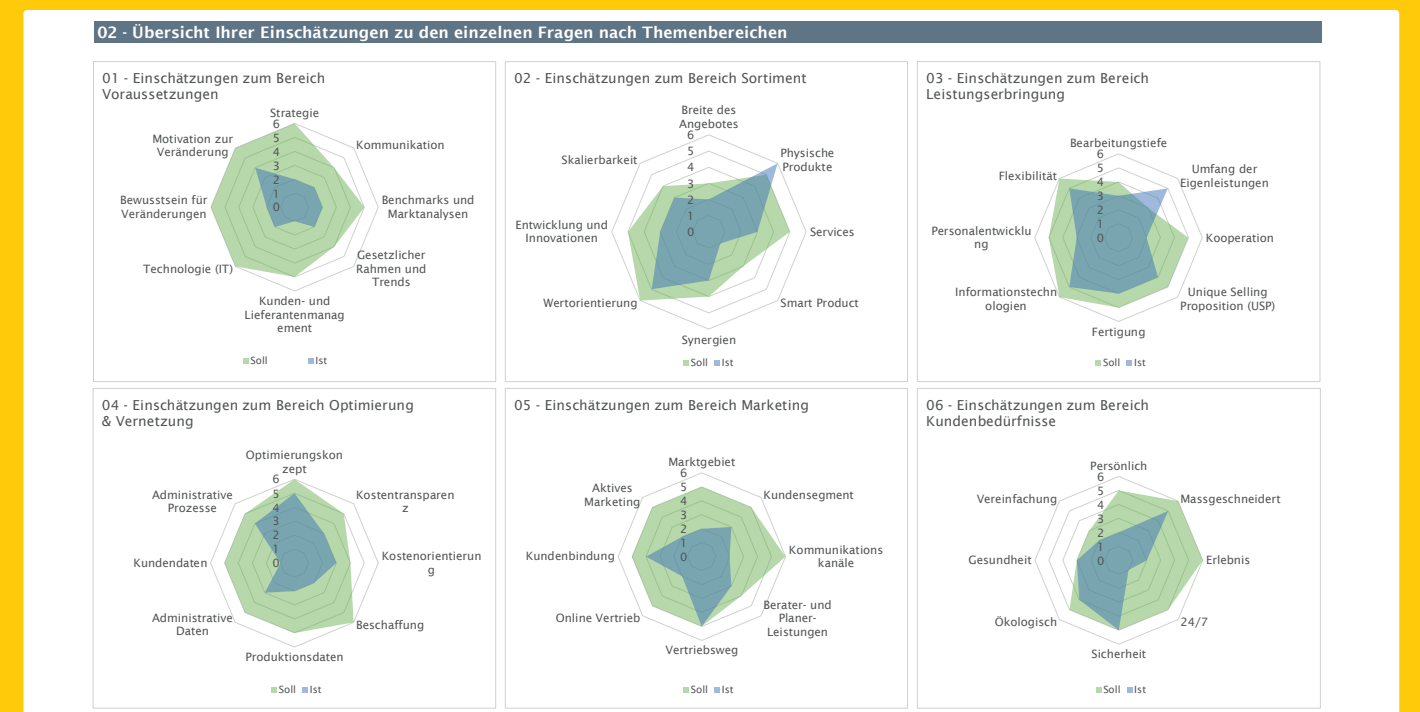 02 - Übersicht Ihrer Einschätzungen zu den einzelnen Fragen nach Themenbereichen
01 - Einschätzungen zum Bereich
Voraussetzungen
Strategie
Kommunikation
Benchmarks und
Marktanalysen
Gesetzlicher
Rahmen und
Trends
Kunden- und
Lieferantenmanag
ement
Technologie (IT)
Bewusstsein für
Veränderungen
Motivation zur
Veränderung
6
5
4
3
2
1
0
Soll Ist
02 - Einschätzungen zum Bereich Sortiment
Breite des
Angebotes
Physische
Produkte
Services
Smart Product
Synergien
Wertorientierung
Entwicklung und
Innovationen
Skalierbarkeit
6
5
4
3
2
1
0
Soll Ist
03 - Einschätzungen zum Bereich
Leistungserbringung
Bearbeitungstiefe
Umfang der
Eigenleistungen
Kooperation
Unique Selling
Proposition (USP)
Fertigung
Informationstechn
ologien
Personalentwicklu
ng
Flexibilität
6
5
4
3
2
1
0
Soll Ist
04 - Einschätzungen zum Bereich Optimierung
& Vernetzung
Optimierungskon
zept
Kostentransparen
z
Kostenorientierun
g
Beschaffung
Produktionsdaten
Administrative
Daten
Kundendaten
Administrative
Prozesse
6
5
4
3
2
1
0
Soll Ist
05 - Einschätzungen zum Bereich Marketing
Marktgebiet
Kundensegment
Kommunikations
kanäle
Berater- und
Planer-
Leistungen
Vertriebsweg
Online Vertrieb
Kundenbindung
Aktives
Marketing
6
5
4
3
2
1
0
Soll Ist
06 - Einschätzungen zum Bereich
Kundenbedürfnisse
Persönlich
Massgeschneidert
Erlebnis
24/7
Sicherheit
Ökologisch
Gesundheit
Vereinfachung
6
5
4
3
2
1
0
Soll Ist